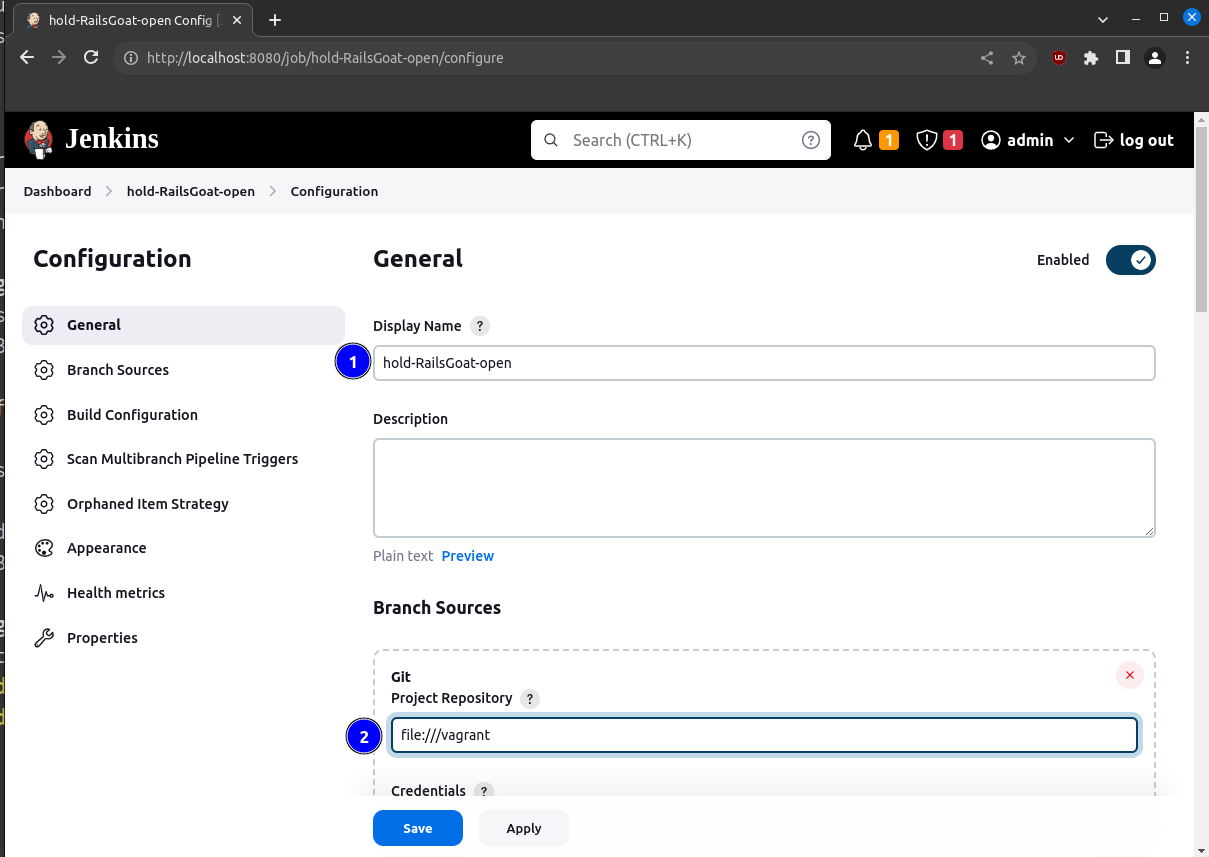 hold-RailsGoat-open Config [
http://localhost:8080/job/hold-RailsGoat-open/configure
Jenkins
Search (CTRL+K)
?
1
1
admin
log out
Dashboard
hold-RailsGoat-open
Configuration
Configuration
General
Branch Sources
Build Configuration
Scan Multibranch Pipeline Triggers
Orphaned Item Strategy
Appearance
Health metrics
Properties
General
Enabled
Display Name ?
1
hold-RailsGoat-open
Description
Plain text Preview
Branch Sources
Git
Project Repository ?
2
file:///vagrant
Credentials ?
Save
Apply